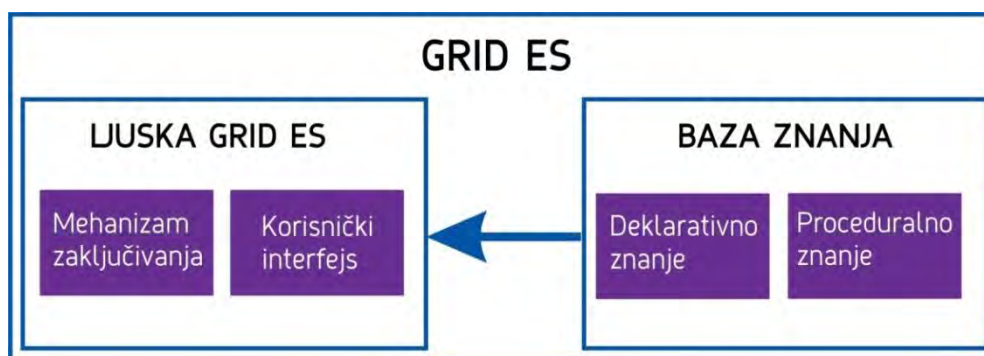 GRID ES
LJUSKA GRID ES
Mehanizam
zaključivanja
Korisnički
interfejs
BAZA ZNANJA
Deklarativno
znanje
Proceduralno
znanje